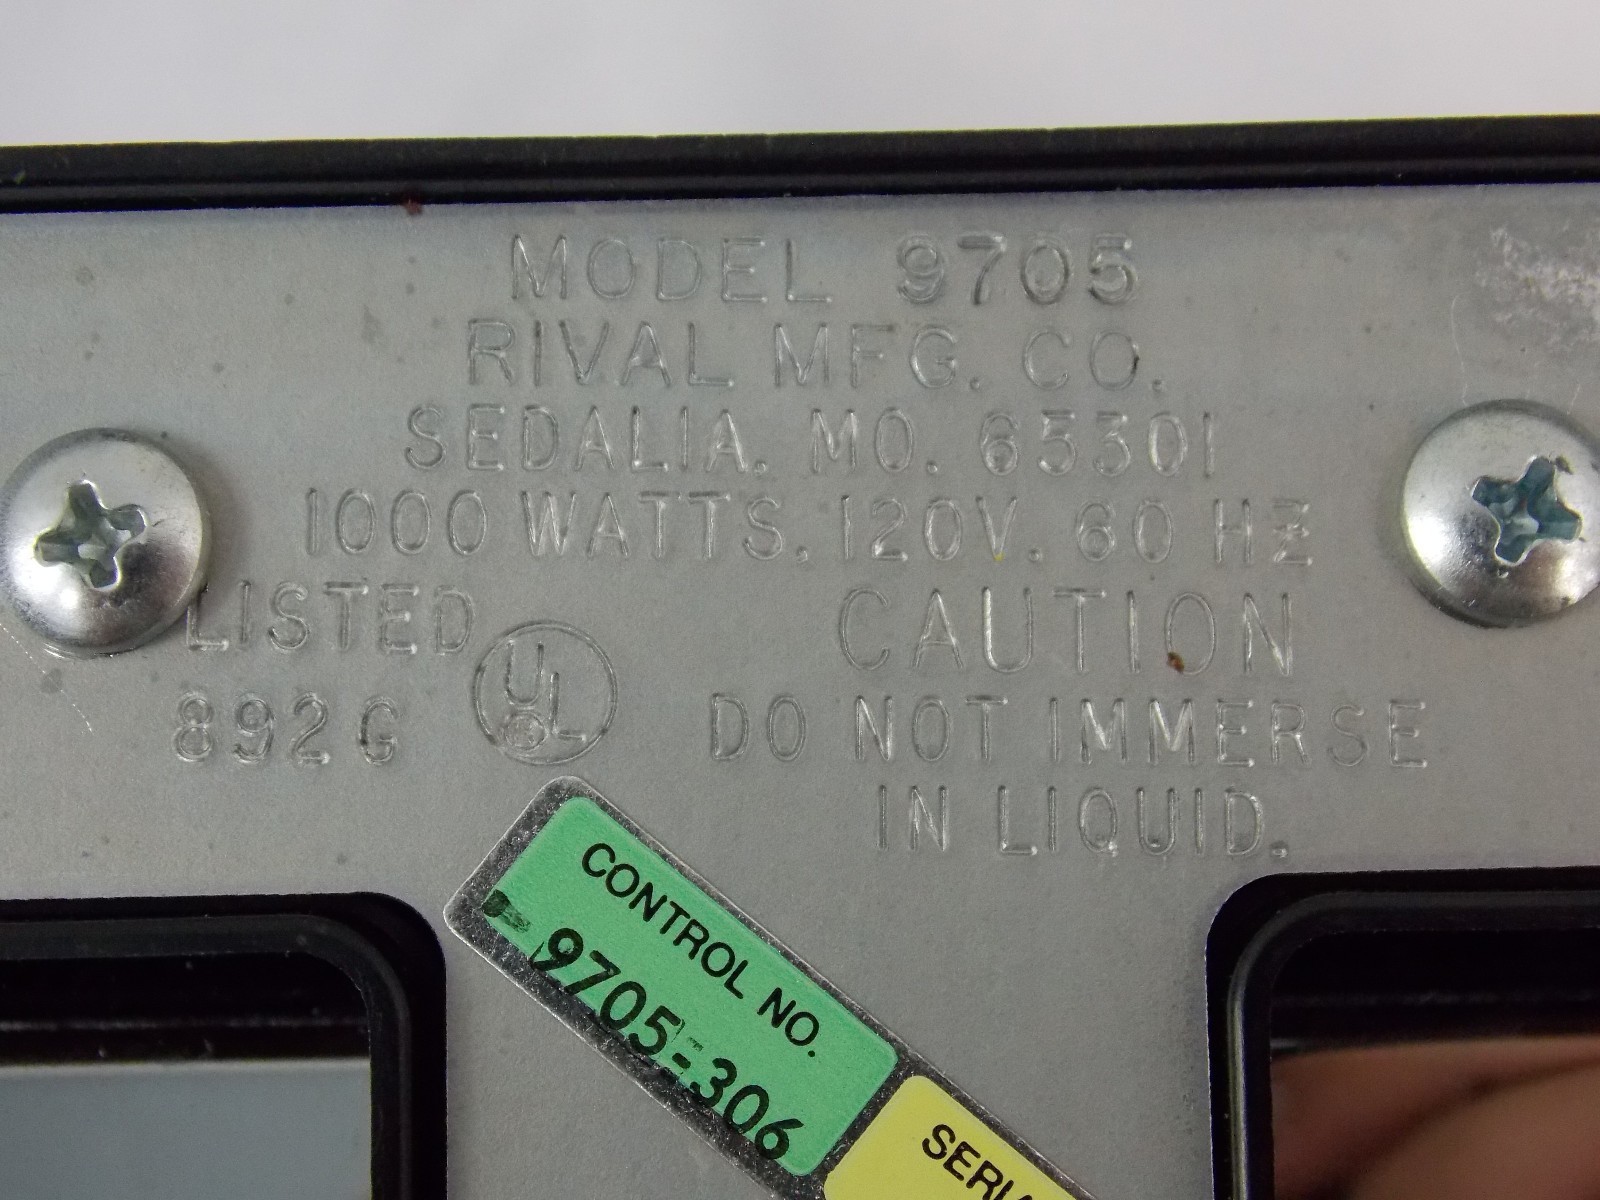 MODEL 9705
RIVAL MFG. CO.
SEDALIA, MO. 65301
1000 WATTS, 120V. 60 HZ
LISTED
UL
892G
CAUTION
DO NOT IMMERSE
IN LIQUID.
CONTROL NO.
9705-306